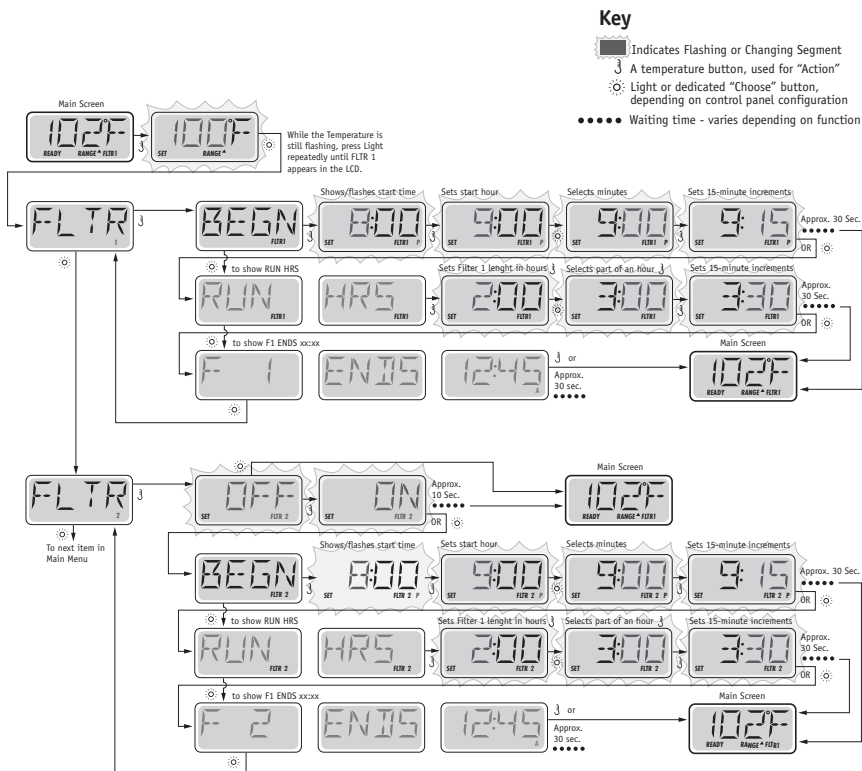 Key
Indicates Flashing or Changing Segment
A temperature button, used for “Action”
Light or dedicated “Choose” button,
depending on control panel configuration
Waiting time - varies depending on function
Main Screen
102°F
READY RANGE FLTR1
100°F
SET RANGE
While the Temperature is
still flashing, press Light
repeatedly until FLTR 1
appears in the LCD.
FLTR
1
BEGN
FLTR1
Shows/flashes start time
8:00
SET FLTR1 P
Sets start hour
9:00
SET FLTR1 P
Selects minutes
9:00
SET FLTR1 P
Sets 15-minute increments
9:15
SET FLTR1 P
Approx. 30 Sec.
OR
to show RUN HRS
RUN
FLTR1
HRS
FLTR1
Sets Filter 1 lenght in hours
2:00
SET FLTR1
Selects part of an hour
3:00
SET FLTR1
Sets 15-minute increments
3:30
SET FLTR1
Approx.
30 Sec.
OR
to show F1 ENDS xx:xx
F 1
ENDS
12:45
A
or
Approx.
30 sec.
Main Screen
102°F
READY RANGE FLTR1
FLTR
2
To next item in
Main Menu
OFF
SET FLTR 2
ON
SET FLTR 2
Approx.
10 Sec.
OR
Main Screen
102°F
READY RANGE FLTR1
BEGN
FLTR 2
Shows/flashes start time
8:00
SET FLTR 2 P
Sets start hour
9:00
SET FLTR 2 P
Selects minutes
9:00
SET FLTR 2 P
Sets 15-minute increments
9:15
SET FLTR 2 P
Approx. 30 Sec.
OR
to show RUN HRS
RUN
FLTR 2
HRS
FLTR 2
Sets Filter 1 lenght in hours
2:00
SET FLTR 2
Selects part of an hour
3:00
SET FLTR 2
Sets 15-minute increments
3:30
SET FLTR 2
Approx.
30 Sec.
OR
to show F1 ENDS xx:xx
F 2
ENDS
12:45
A
or
Approx.
30 sec.
Main Screen
102°F
READY RANGE FLTR1